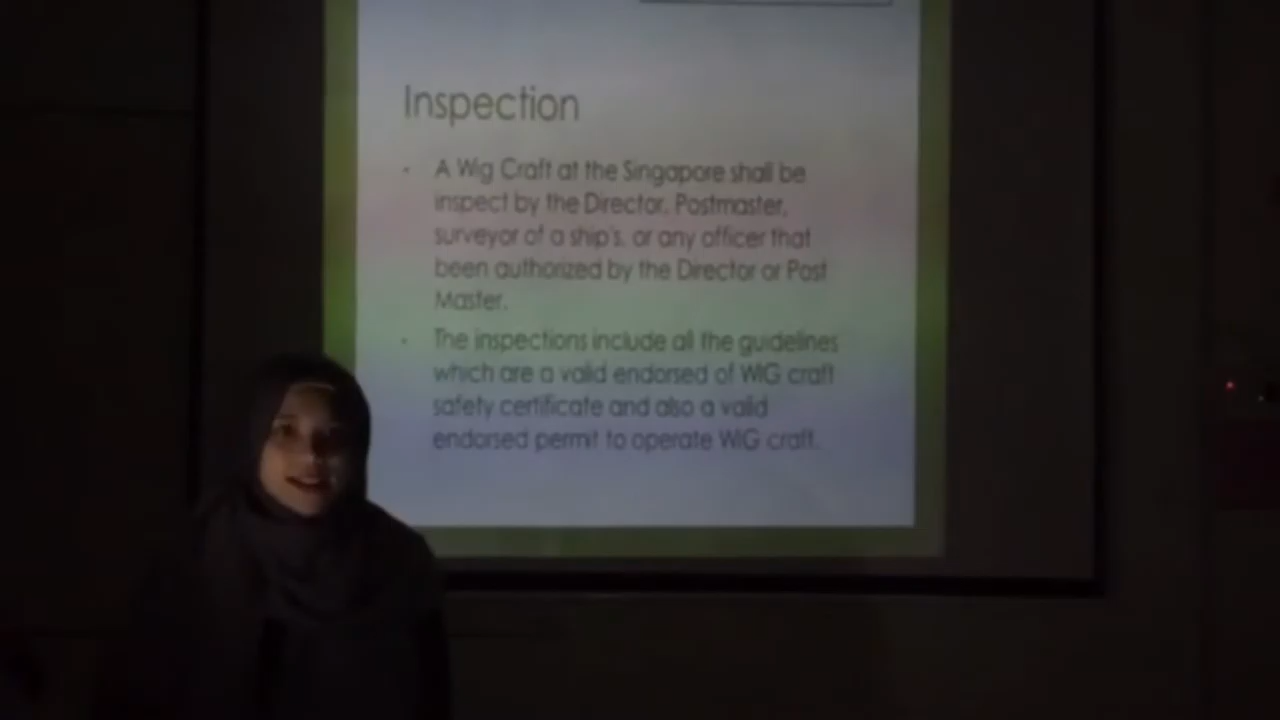 Inspection
• A Wig Craft at the Singapore shall be
inspect by the Director, Postmaster,
surveyor of a ship's, or any officer that
been authorized by the Director or Post
Master.
• The inspections include all the guidelines
which are a valid endorsed of WIG craft
safety certificate and also a valid
endorsed permit to operate WIG craft.